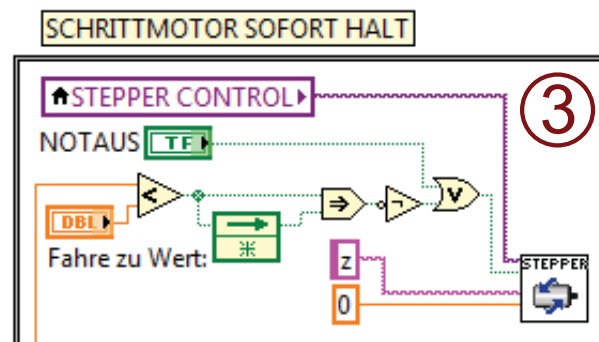 SCHRITTMOTOR SOFORT HALT
STEPPER CONTROL
3
NOTAUS TF
<
V
DBL
Fahre zu Wert:
z
STEPPER
0